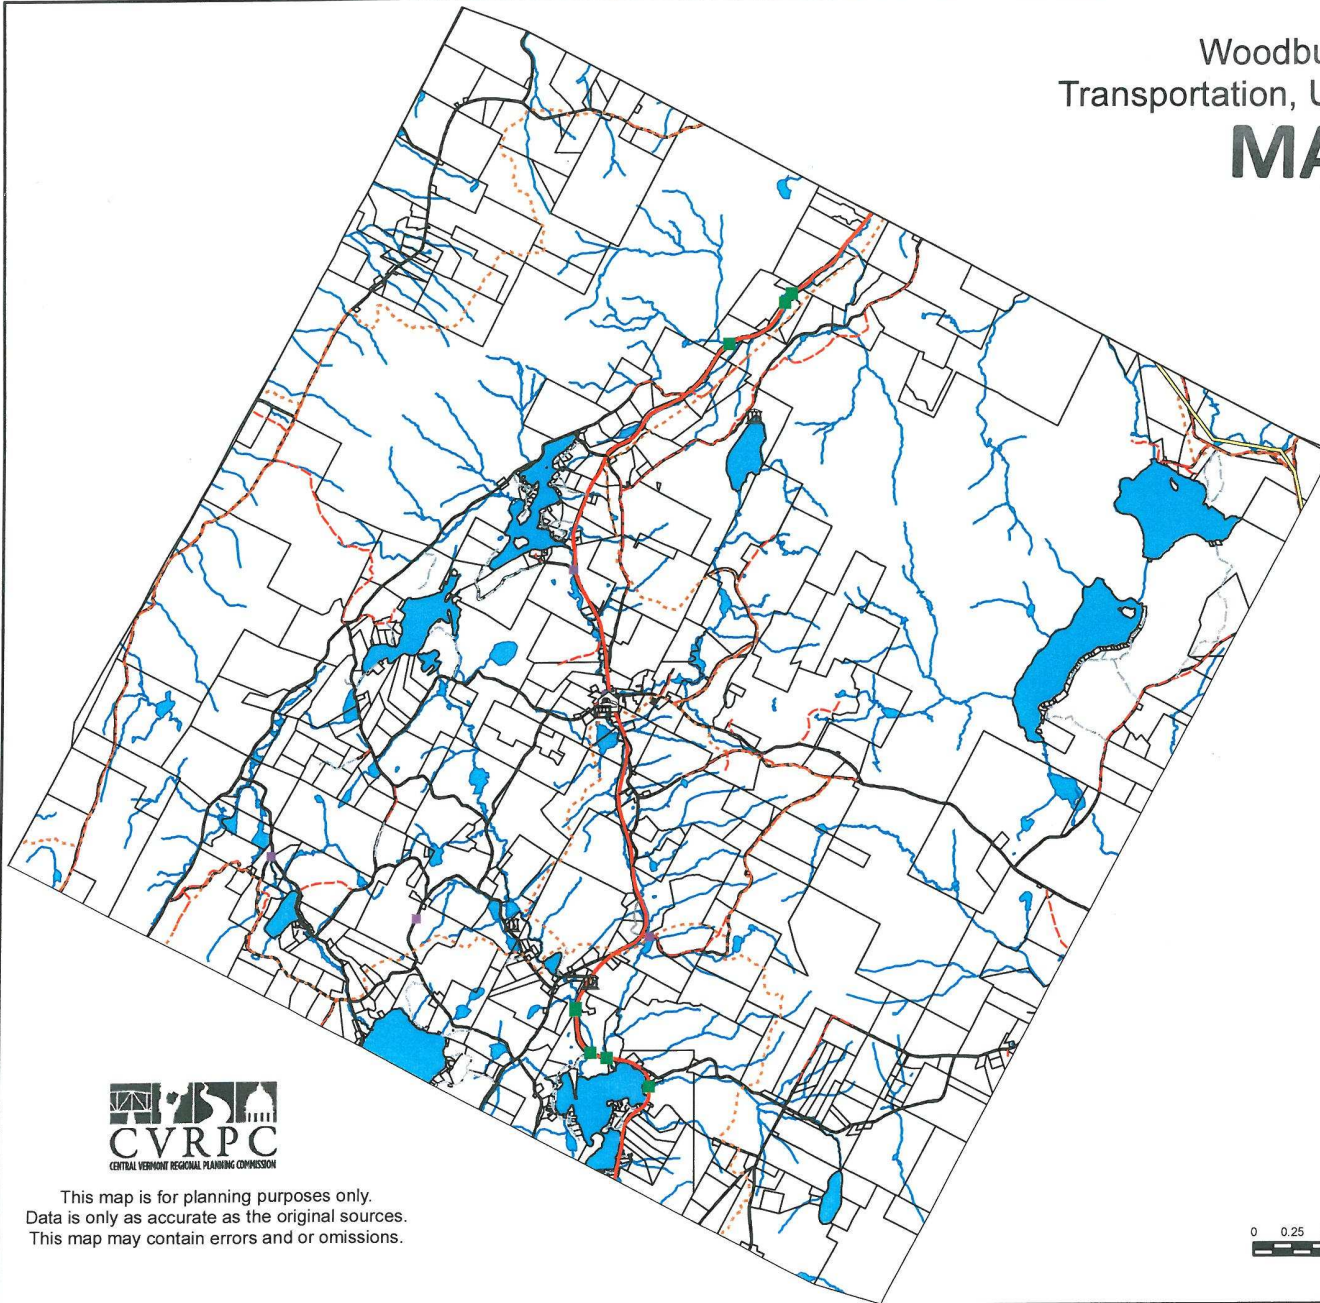 Woodbu
Transportation, U
MA
CVRPC
CENTRAL VERMONT REGIONAL PLANNING COMMISSION
This map is for planning purposes only.
Data is only as accurate as the original sources.
This map may contain errors and or omissions.
0 0.25